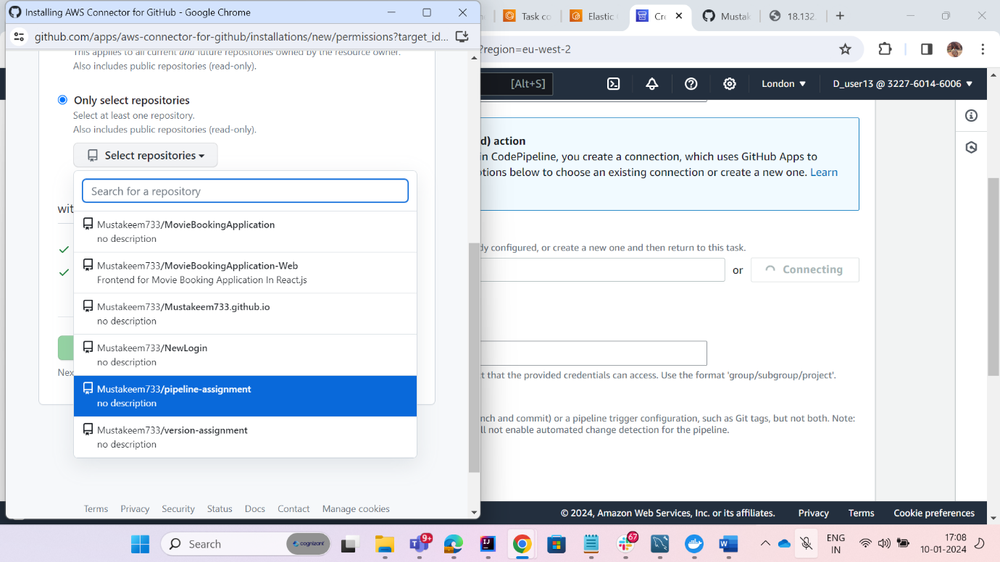 Installing AWS Connector for GitHub - Google Chrome
Task co
Elastic
Cre
Mustak
18.132.
github.com/apps/aws-connector-for-github/installations/new/permissions?target_id...
?region=eu-west-2
This applies to all current and future repositories owned by the resource owner.
Also includes public repositories (read-only).
[Alt+S]
London
D_user13 @ 3227-6014-6006
Only select repositories
Select at least one repository.
Also includes public repositories (read-only).
Select repositories
Search for a repository
wit
Mustakeem733/MovieBookingApplication
no description
Mustakeem733/MovieBookingApplication-Web
Frontend for Movie Booking Application In React.js
Mustakeem733/Mustakeem733.github.io
no description
Mustakeem733/NewLogin
no description
Nex
Mustakeem733/pipeline-assignment
no description
Mustakeem733/version-assignment
no description
Terms Privacy Security Status Docs Contact Manage cookies
d) action
in CodePipeline, you create a connection, which uses GitHub Apps to
tions below to choose an existing connection or create a new one. Learn
dy configured, or create a new one and then return to this task.
or
Connecting
t that the provided credentials can access. Use the format 'group/subgroup/project'.
nch and commit) or a pipeline trigger configuration, such as Git tags, but not both. Note:
ll not enable automated change detection for the pipeline.
© 2024, Amazon Web Services, Inc. or its affiliates. Privacy Terms Cookie preferences
Search
cognizant
9+
67
ENG
IN
17:08
10-01-2024